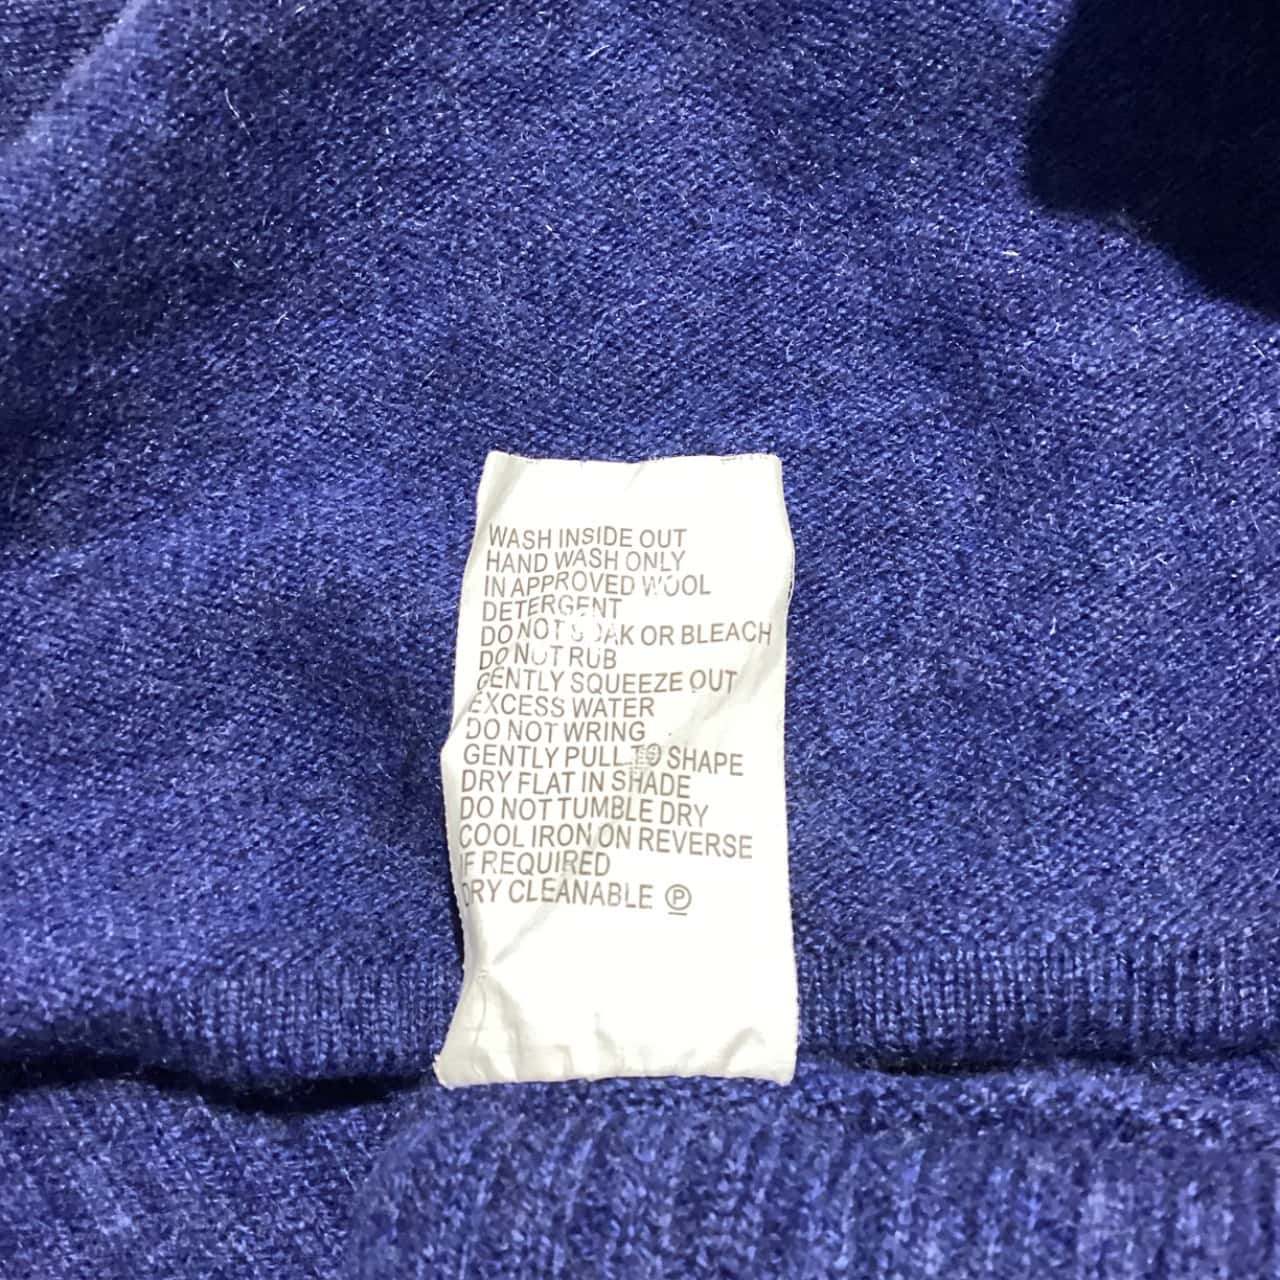 WASH INSIDE OUT
HAND WASH ONLY
IN APPROVED WOOL
DETERGENT
DO NOT SOAK OR BLEACH
DO NOT RUB
GENTLY SQUEEZE OUT
EXCESS WATER
DO NOT WRING
GENTLY PULL TO SHAPE
DRY FLAT IN SHADE
DO NOT TUMBLE DRY
COOL IRON ON REVERSE
IF REQUIRED
DRY CLEANABLE Ⓟ